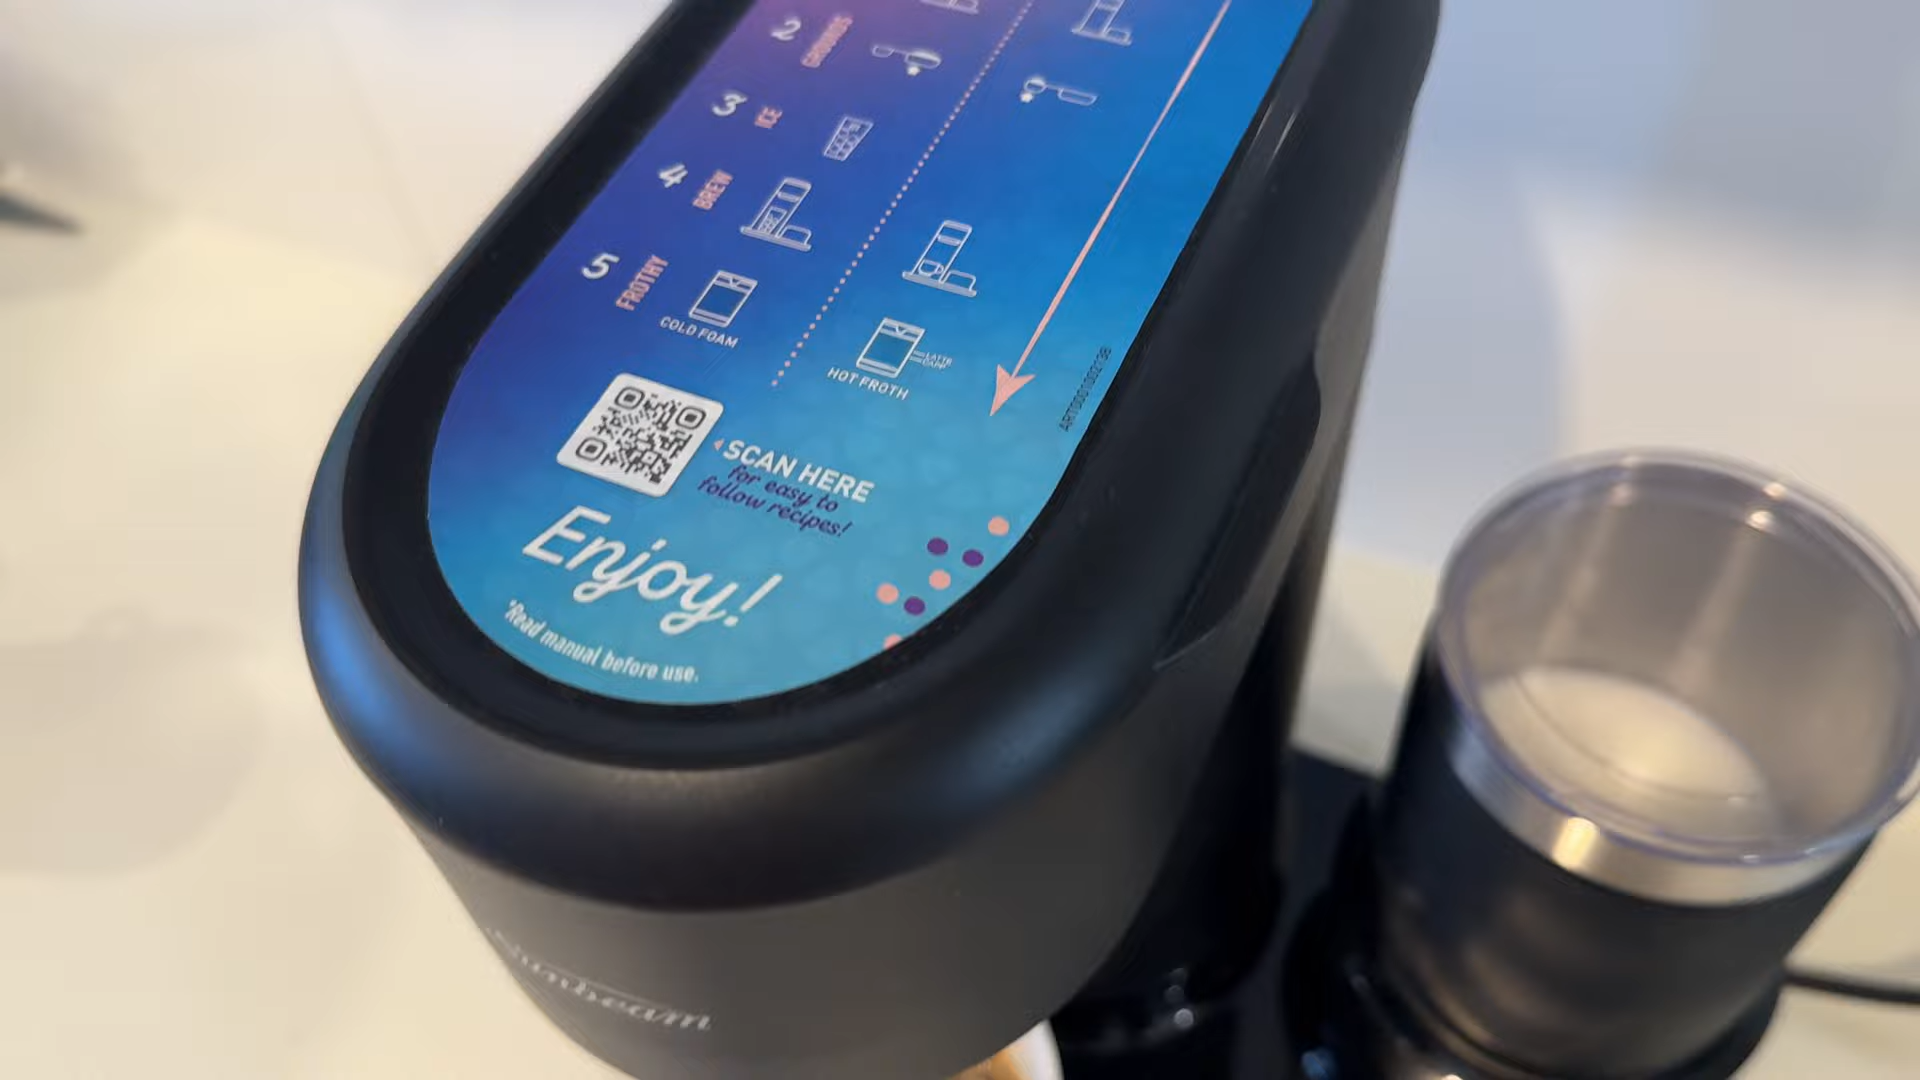 2 GROUNDS
3 ICE
4 BREW
5 FROTHY
COLD FOAM
HOT FROTH
LATTE
CAPP
SCAN HERE
for easy to
follow recipes!
Enjoy!
*Read manual before use.
Sunbeam